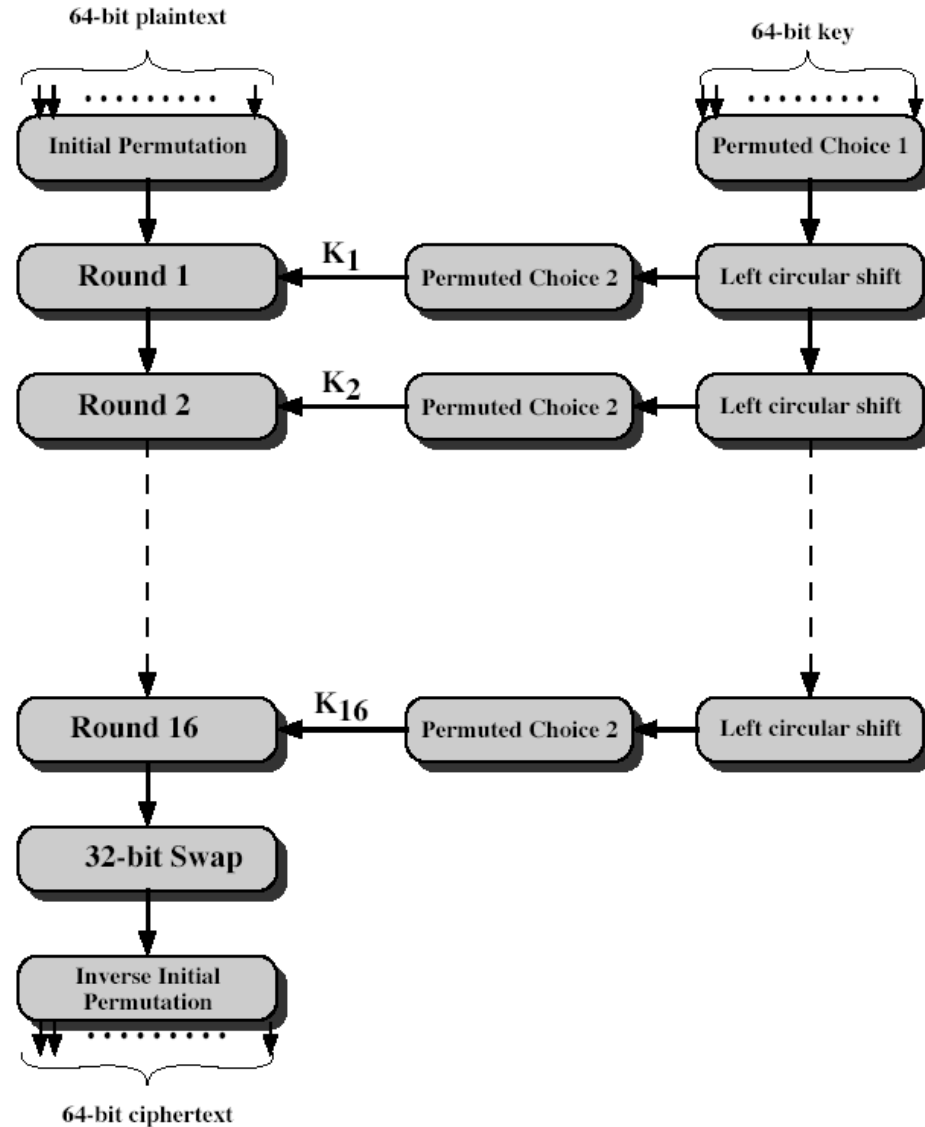 64-bit plaintext
64-bit key
Initial Permutation
Permuted Choice 1
Round 1
K1
Permuted Choice 2
Left circular shift
Round 2
K2
Permuted Choice 2
Left circular shift
Round 16
K16
Permuted Choice 2
Left circular shift
32-bit Swap
Inverse Initial
Permutation
64-bit ciphertext